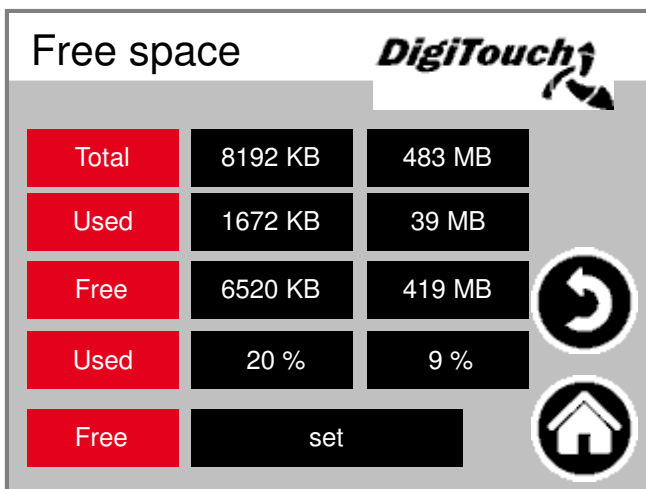 Free space
DigiTouch
Total 8192 KB 483 MB
Used 1672 KB 39 MB
Free 6520 KB 419 MB
Used 20 % 9 %
Free set